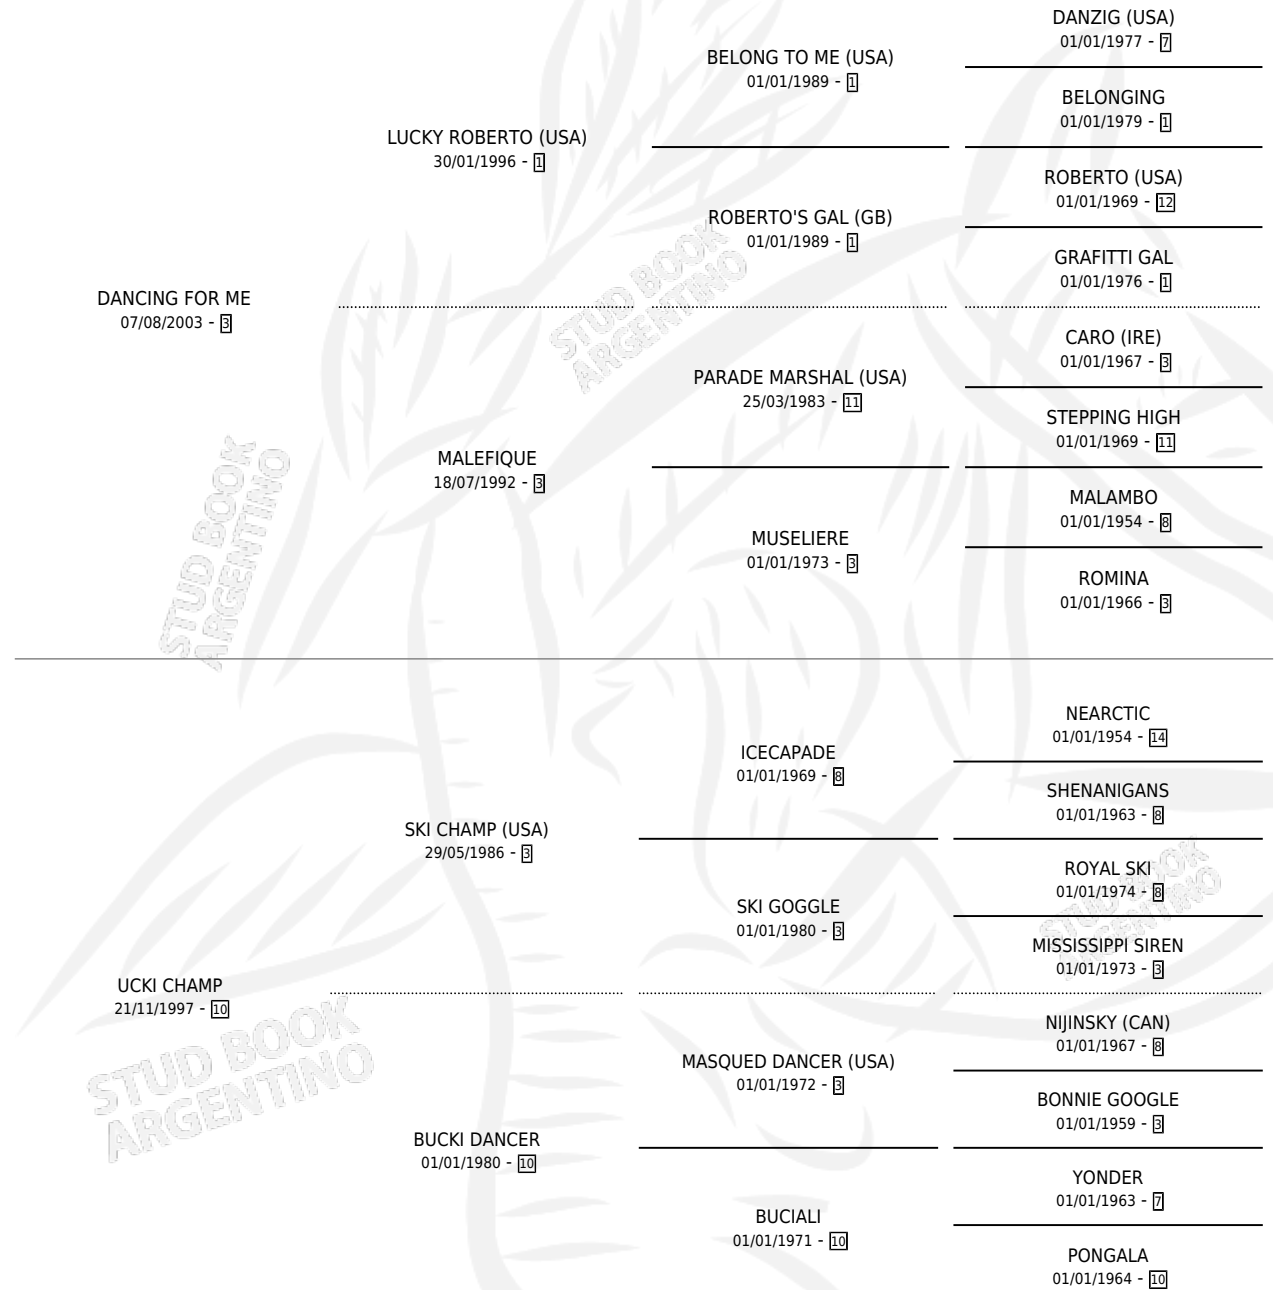 DANZIG (USA)
01/01/1977 - 7
BELONG TO ME (USA)
01/01/1989 - 1
BELONGING
01/01/1979 - 1
LUCKY ROBERTO (USA)
30/01/1996 - 1
ROBERTO (USA)
01/01/1969 - 12
ROBERTO'S GAL (GB)
01/01/1989 - 1
GRAFITTI GAL
01/01/1976 - 1
DANCING FOR ME
07/08/2003 - 3
CARO (IRE)
01/01/1967 - 3
PARADE MARSHAL (USA)
25/03/1983 - 11
STEPPING HIGH
01/01/1969 - 11
MALEFIQUE
18/07/1992 - 3
MALAMBO
01/01/1954 - 8
MUSELIERE
01/01/1973 - 3
ROMINA
01/01/1966 - 3
STUD BOOK
ARGENTINO
STUD BOOK
ARGENTINO
NEARCTIC
01/01/1954 - 14
ICECAPADE
01/01/1969 - 8
SHENANIGANS
01/01/1963 - 8
SKI CHAMP (USA)
29/05/1986 - 3
ROYAL SKI
01/01/1974 - 8
SKI GOGGLE
01/01/1980 - 3
MISSISSIPPI SIREN
01/01/1973 - 3
UCKI CHAMP
21/11/1997 - 10
NIJINSKY (CAN)
01/01/1967 - 8
MASQUED DANCER (USA)
01/01/1972 - 3
BONNIE GOOGLE
01/01/1959 - 3
BUCKI DANCER
01/01/1980 - 10
YONDER
01/01/1963 - 7
BUCIALI
01/01/1971 - 10
PONGALA
01/01/1964 - 10
STUD BOOK
ARGENTINO
STUD BOOK
ARGENTINO